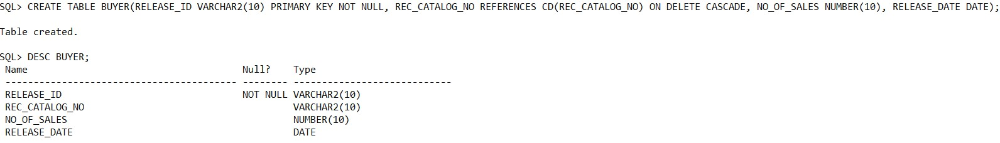 SQL> CREATE TABLE BUYER(RELEASE_ID VARCHAR2(10) PRIMARY KEY NOT NULL, REC_CATALOG_NO REFERENCES CD(REC_CATALOG_NO) ON DELETE CASCADE, NO_OF_SALES NUMBER(10), RELEASE_DATE DATE);
Table created.
SQL> DESC BUYER;
Name                                      Null?    Type
----------------------------------------- -------- ----------------------------
RELEASE_ID                                NOT NULL VARCHAR2(10)
REC_CATALOG_NO                                     VARCHAR2(10)
NO_OF_SALES                                        NUMBER(10)
RELEASE_DATE                                       DATE